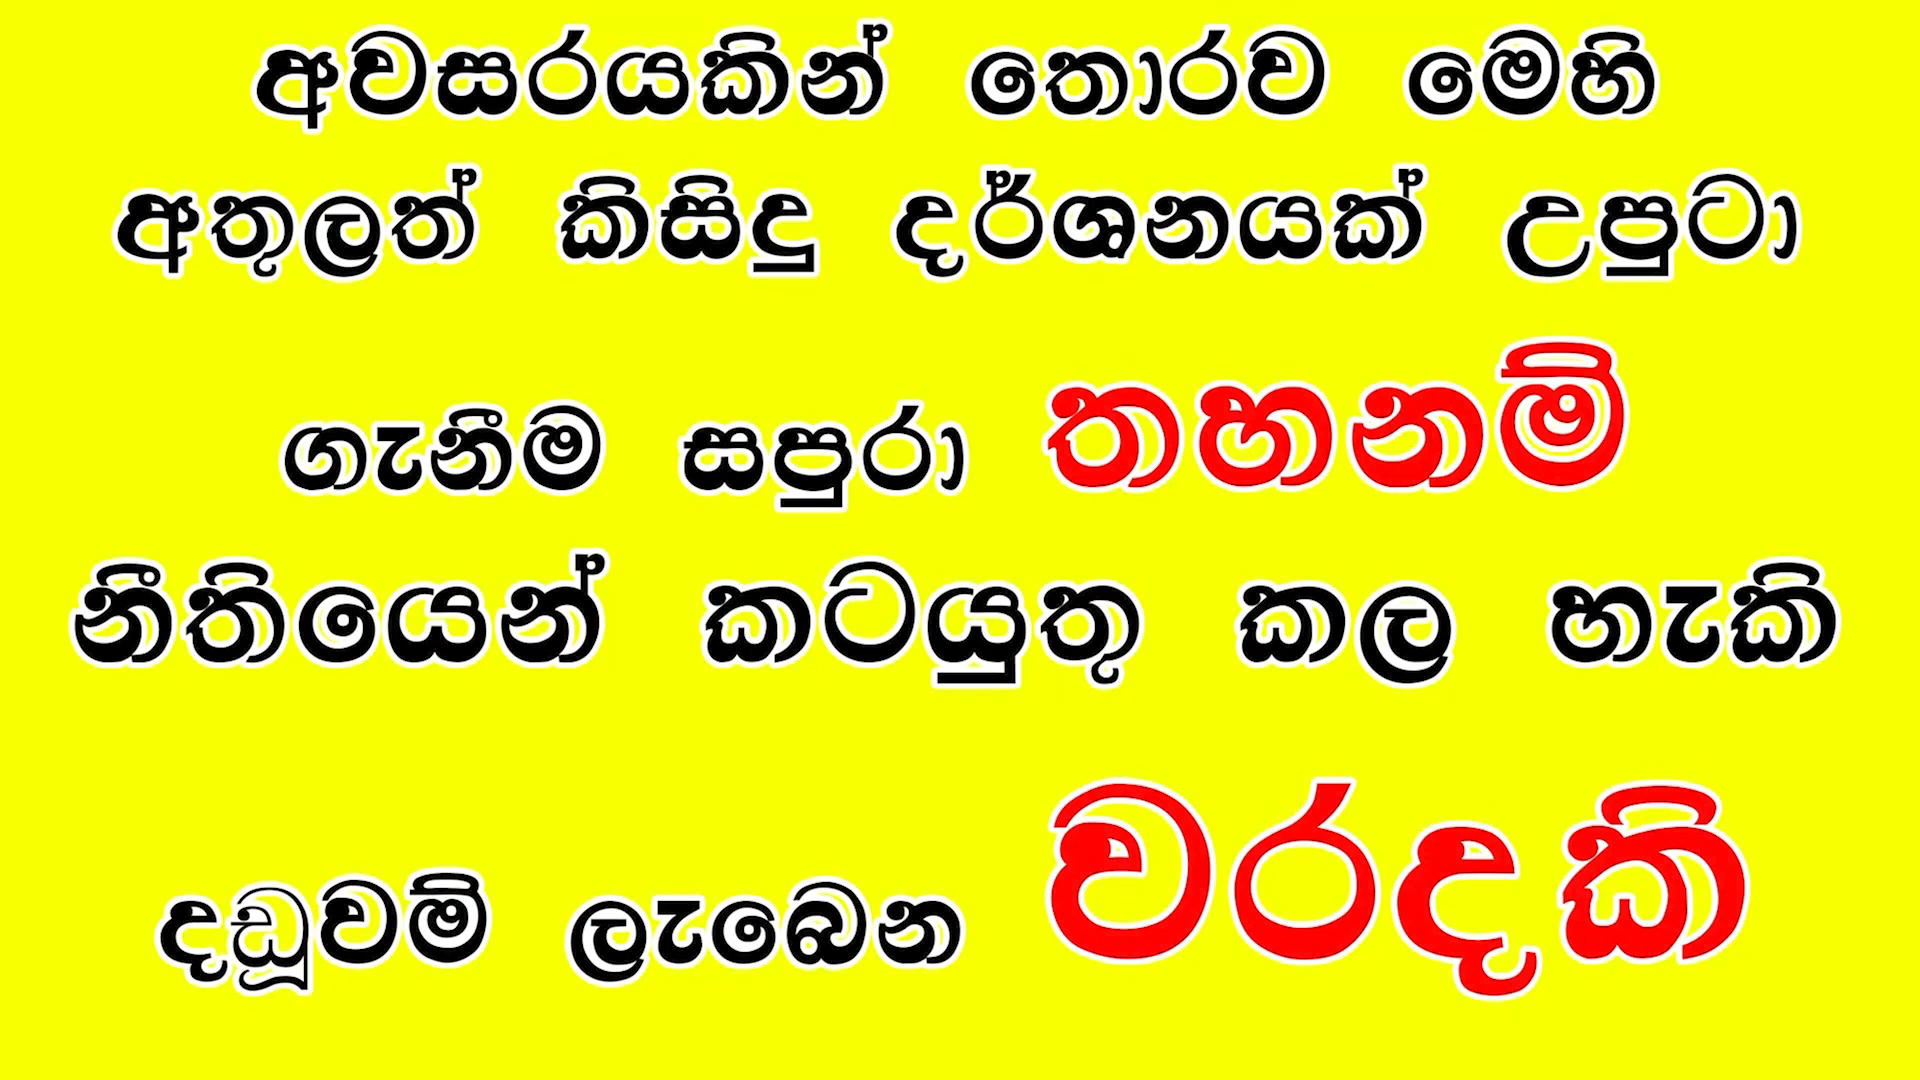 අවසරයකින් තොරව මෙහි
අතුලත් කිසිදු දර්ශනයක් උපුටා
ගැනීම සපුරා තහනම්
නීතියෙන් කටයුතු කල හැකි
දඩූවම් ලැබෙන වරදකි